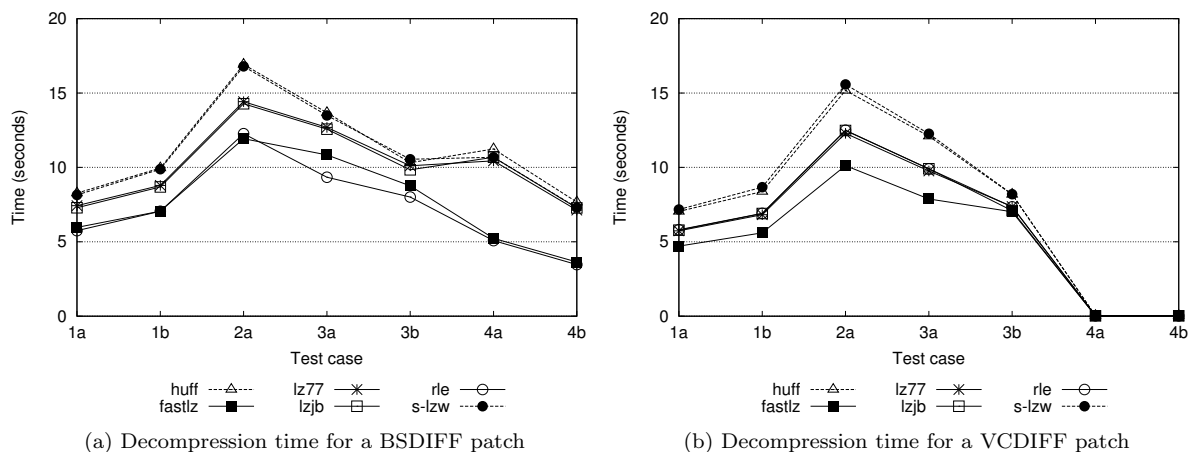 20
15
10
5
0
Time (seconds)
1a 1b 2a 3a 3b 4a 4b
Test case
huff lz77 rle
fastlz lzjb s-lzw
(a) Decompression time for a BSDIFF patch
20
15
10
5
0
Time (seconds)
1a 1b 2a 3a 3b 4a 4b
Test case
huff lz77 rle
fastlz lzjb s-lzw
(b) Decompression time for a VCDIFF patch